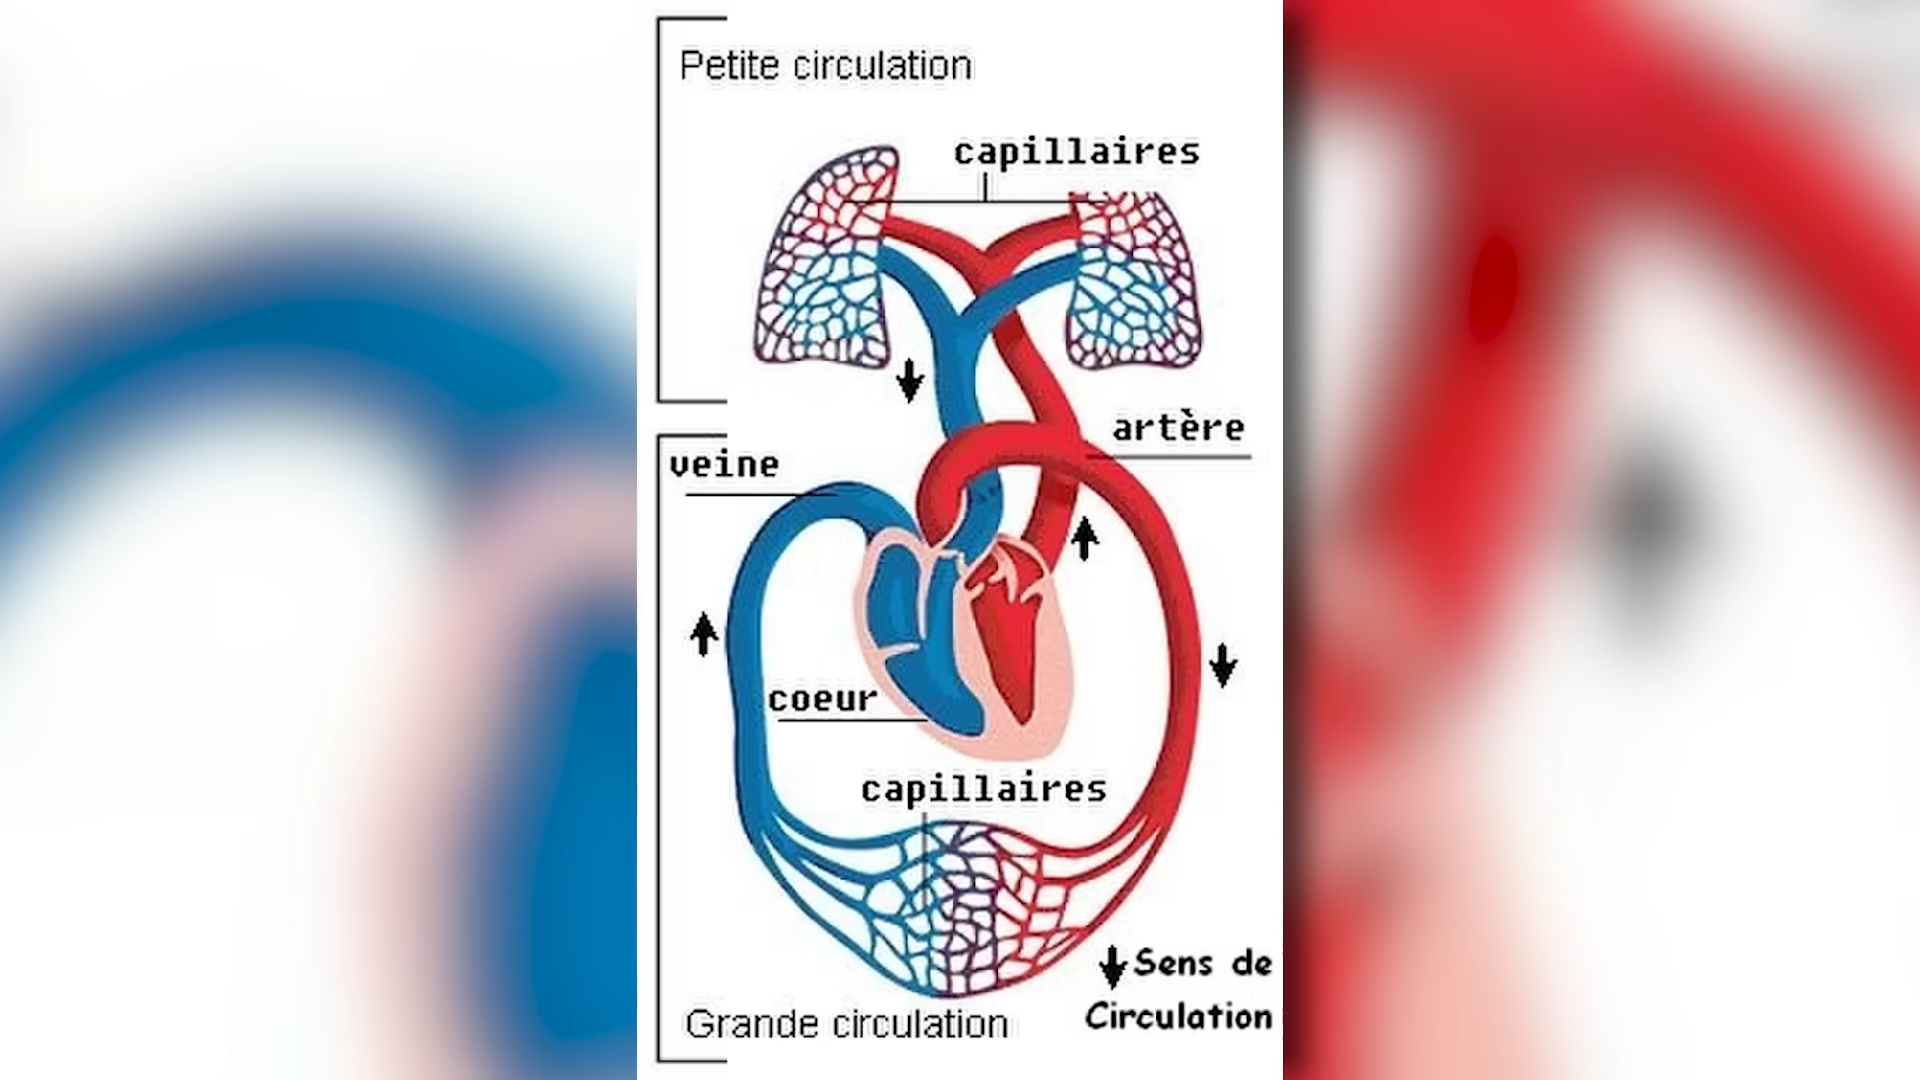 Petite circulation
capillaires
artère
veine
coeur
capillaires
Sens de
Circulation
Grande circulation